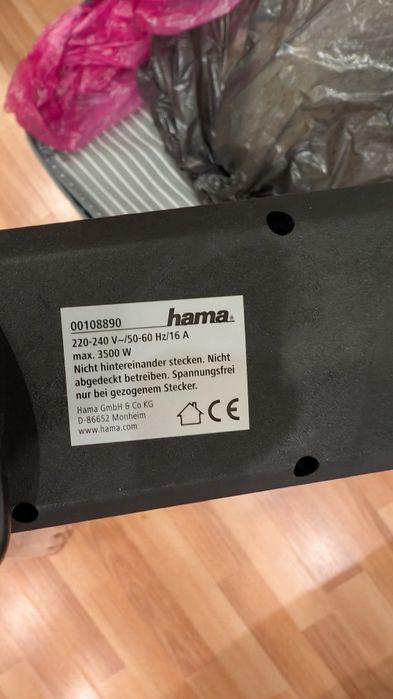 00108890 hama®
220-240 V~/50-60 Hz/16 A
max. 3500 W
Nicht hintereinander stecken. Nicht
abgedeckt betreiben. Spannungsfrei
nur bei gezogenem Stecker.
Hama GmbH & Co KG
D-86652 Monheim
www.hama.com
CE